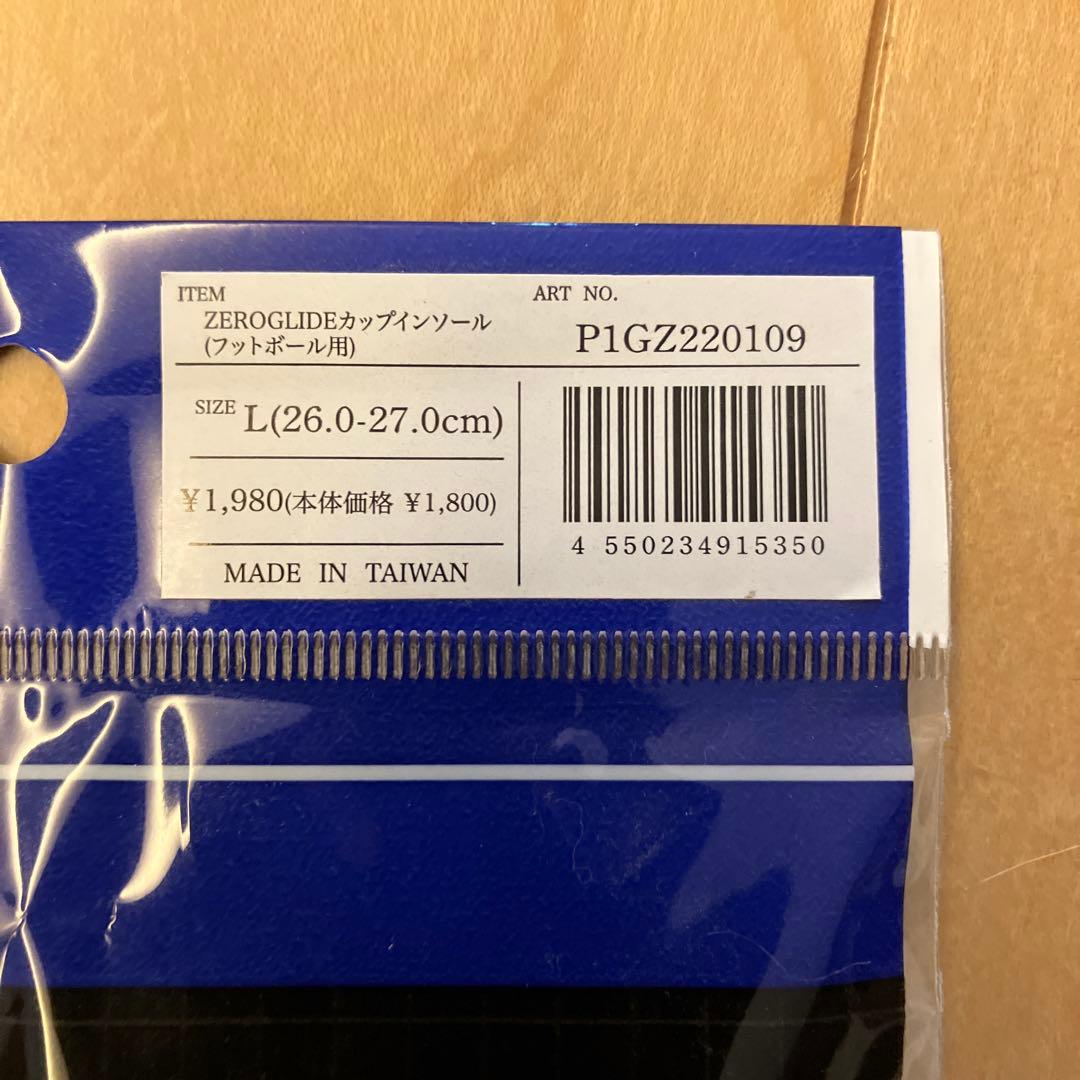 ITEM
ZEROGLIDEカップインソール
(フットボール用)
ART NO.
P1GZ220109
SIZE L(26.0-27.0cm)
¥1,980(本体価格 ¥1,800)
MADE IN TAIWAN
4 550234915350